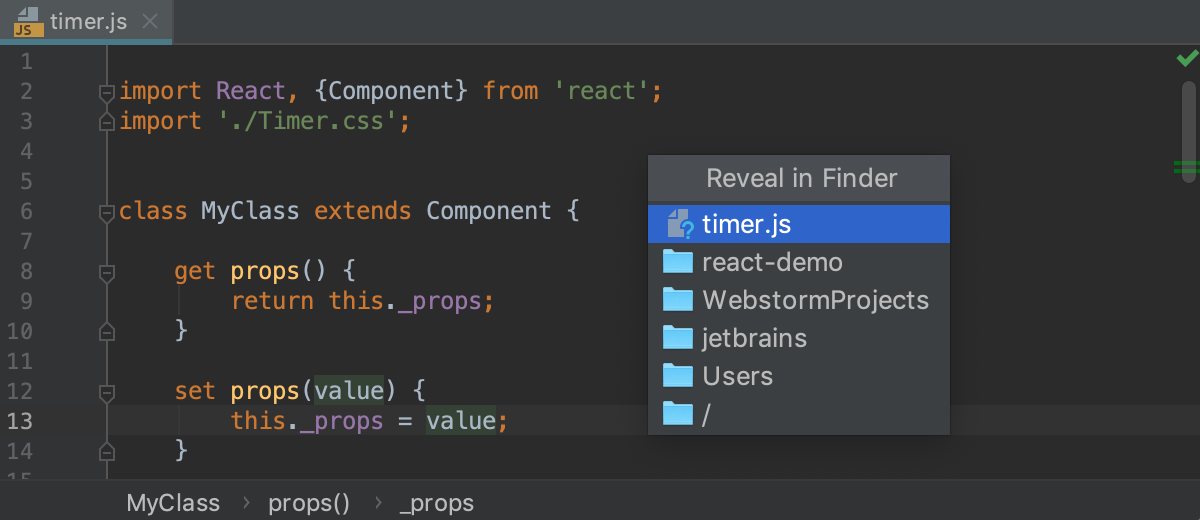 JS timer.js
1
2 import React, {Component} from 'react';
3 import './Timer.css';
4
5
6 class MyClass extends Component {
7
8 get props() {
9 return this._props;
10 }
11
12 set props(value) {
13 this._props = value;
14 }
15
Reveal in Finder
timer.js
react-demo
WebstormProjects
jetbrains
Users
/
MyClass › props() › _props